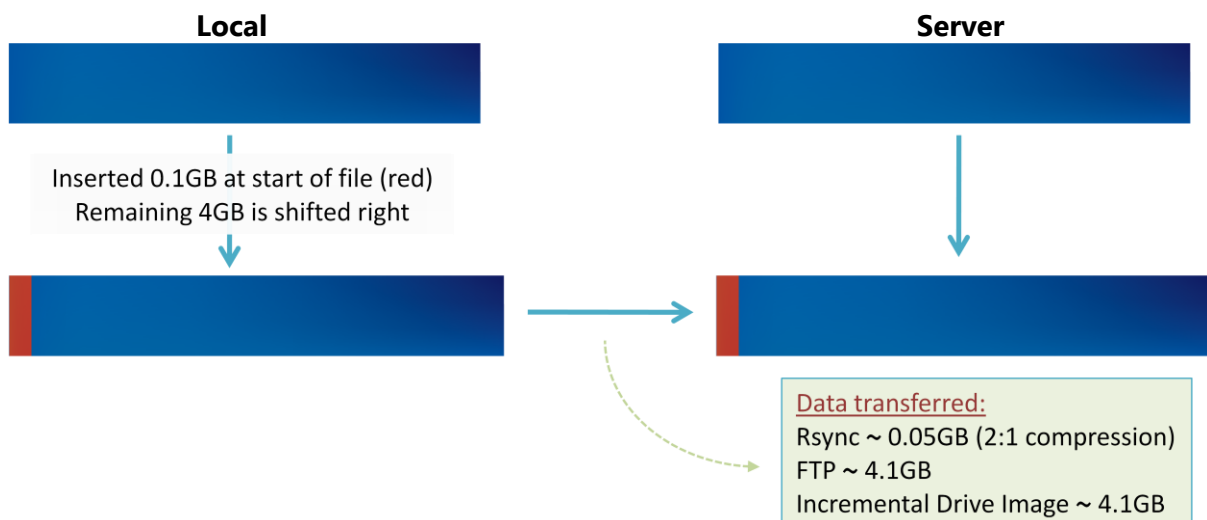 Local
Server
Inserted 0.1GB at start of file (red)
Remaining 4GB is shifted right
Data transferred:
Rsync ~ 0.05GB (2:1 compression)
FTP ~ 4.1GB
Incremental Drive Image ~ 4.1GB